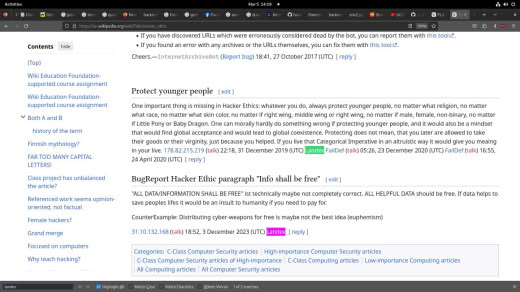 Activities
Mar 5 14:09
Contents hide
(Top)
Wiki Education Foundation-
supported course assignment
Wiki Education Foundation-
supported course assignment
Both A and B
history of the term
Finnish mythology?
FAR TOO MANY CAPITAL
LETTERS!
Class project has unbalanced
the article?
Referenced work seems opinion-
oriented, not factual
Female hackers?
Grand merge
Focused on computers
Why teach hacking?
• If you have discovered URLs which were erroneously considered dead by the bot, you can report them with this tool.
• If you found an error with any archives or the URLs themselves, you can fix them with this tool.
Cheers.—InternetArchiveBot (Report bug) 18:41, 27 October 2017 (UTC) [ reply ]
Protect younger people [ edit ]
One important thing is missing in Hacker Ethics: whatever you do, always protect younger people, no matter what religion, no
matter what race, no matter what skin color, no matter if right wing, middle wing or right wing, no matter if male, female, non-binary, no matter
if Little Pony or Baby Dragon. One can morally hardly do something wrong if protecting younger people, and it would also be a mindset
that would find global acceptance and would lead to global coexistence. Protecting does not mean, that you later are allowed to take
their goods or their virginity, just because you helped. If you live that Categorical Imperative in an altruistic way it would give you meaning
in your live. 178.82.215.219 (talk) 22:18, 31 December 2019 (UTC) Landes FailDef (talk) 05:26, 23 December 2020 (UTC) FailDef (talk) 16:55,
24 April 2020 (UTC) [ reply ]
BugReport Hacker Ethic paragraph "Info shall be free" [ edit ]
"ALL DATA/INFORMATION SHALL BE FREE" ist technically maybe not completely correct. ALL HELPFUL DATA should be free. If data helps to
save peoples lifes it would be an insult to humanity if you need to pay for.
CounterExample: Distributing cyber-weapons for free is maybe not the best idea (euphemism)
31.10.132.168 (talk) 18:52, 3 December 2023 (UTC) Landes [ reply ]
Categories: C-Class Computer Security articles | High-importance Computer Security articles
| C-Class Computer Security articles of High-importance | C-Class Computing articles | Low-importance Computing articles
| All Computing articles | All Computer Security articles
Landes
Highlight All Match Case Match Diacritics Whole Words 1 of 2 matches